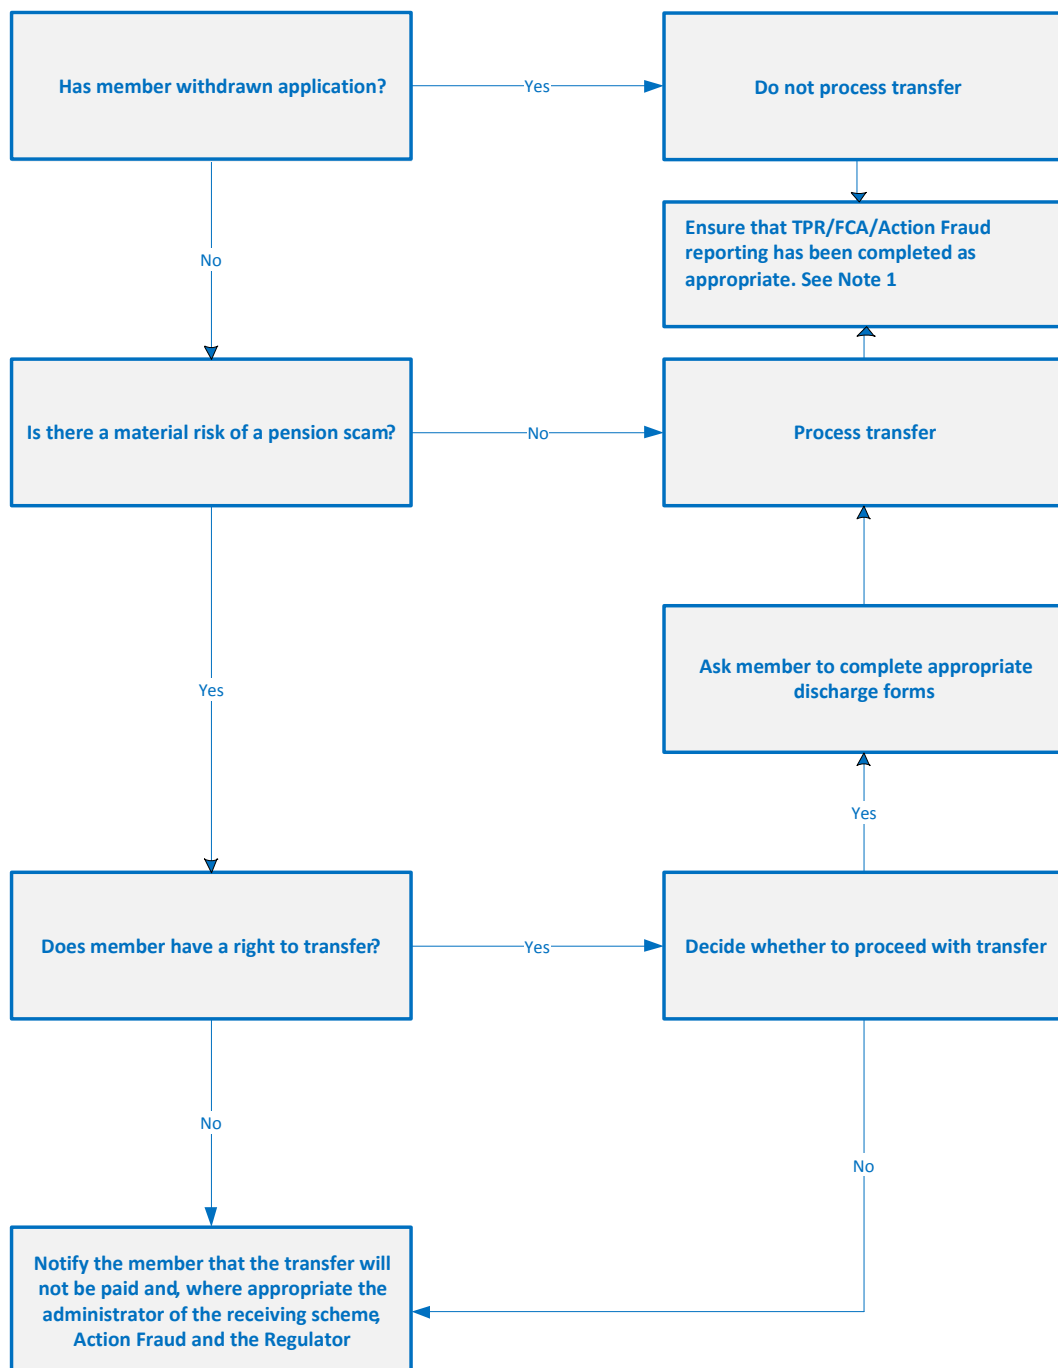 Has member withdrawn application?
Yes
Do not process transfer
Ensure that TPR/FCA/Action Fraud
reporting has been completed as
appropriate. See Note 1
No
Is there a material risk of a pension scam?
No
Process transfer
Yes
Ask member to complete appropriate
discharge forms
Yes
Does member have a right to transfer?
Yes
Decide whether to proceed with transfer
No
No
Notify the member that the transfer will
not be paid and, where appropriate the
administrator of the receiving scheme,
Action Fraud and the Regulator